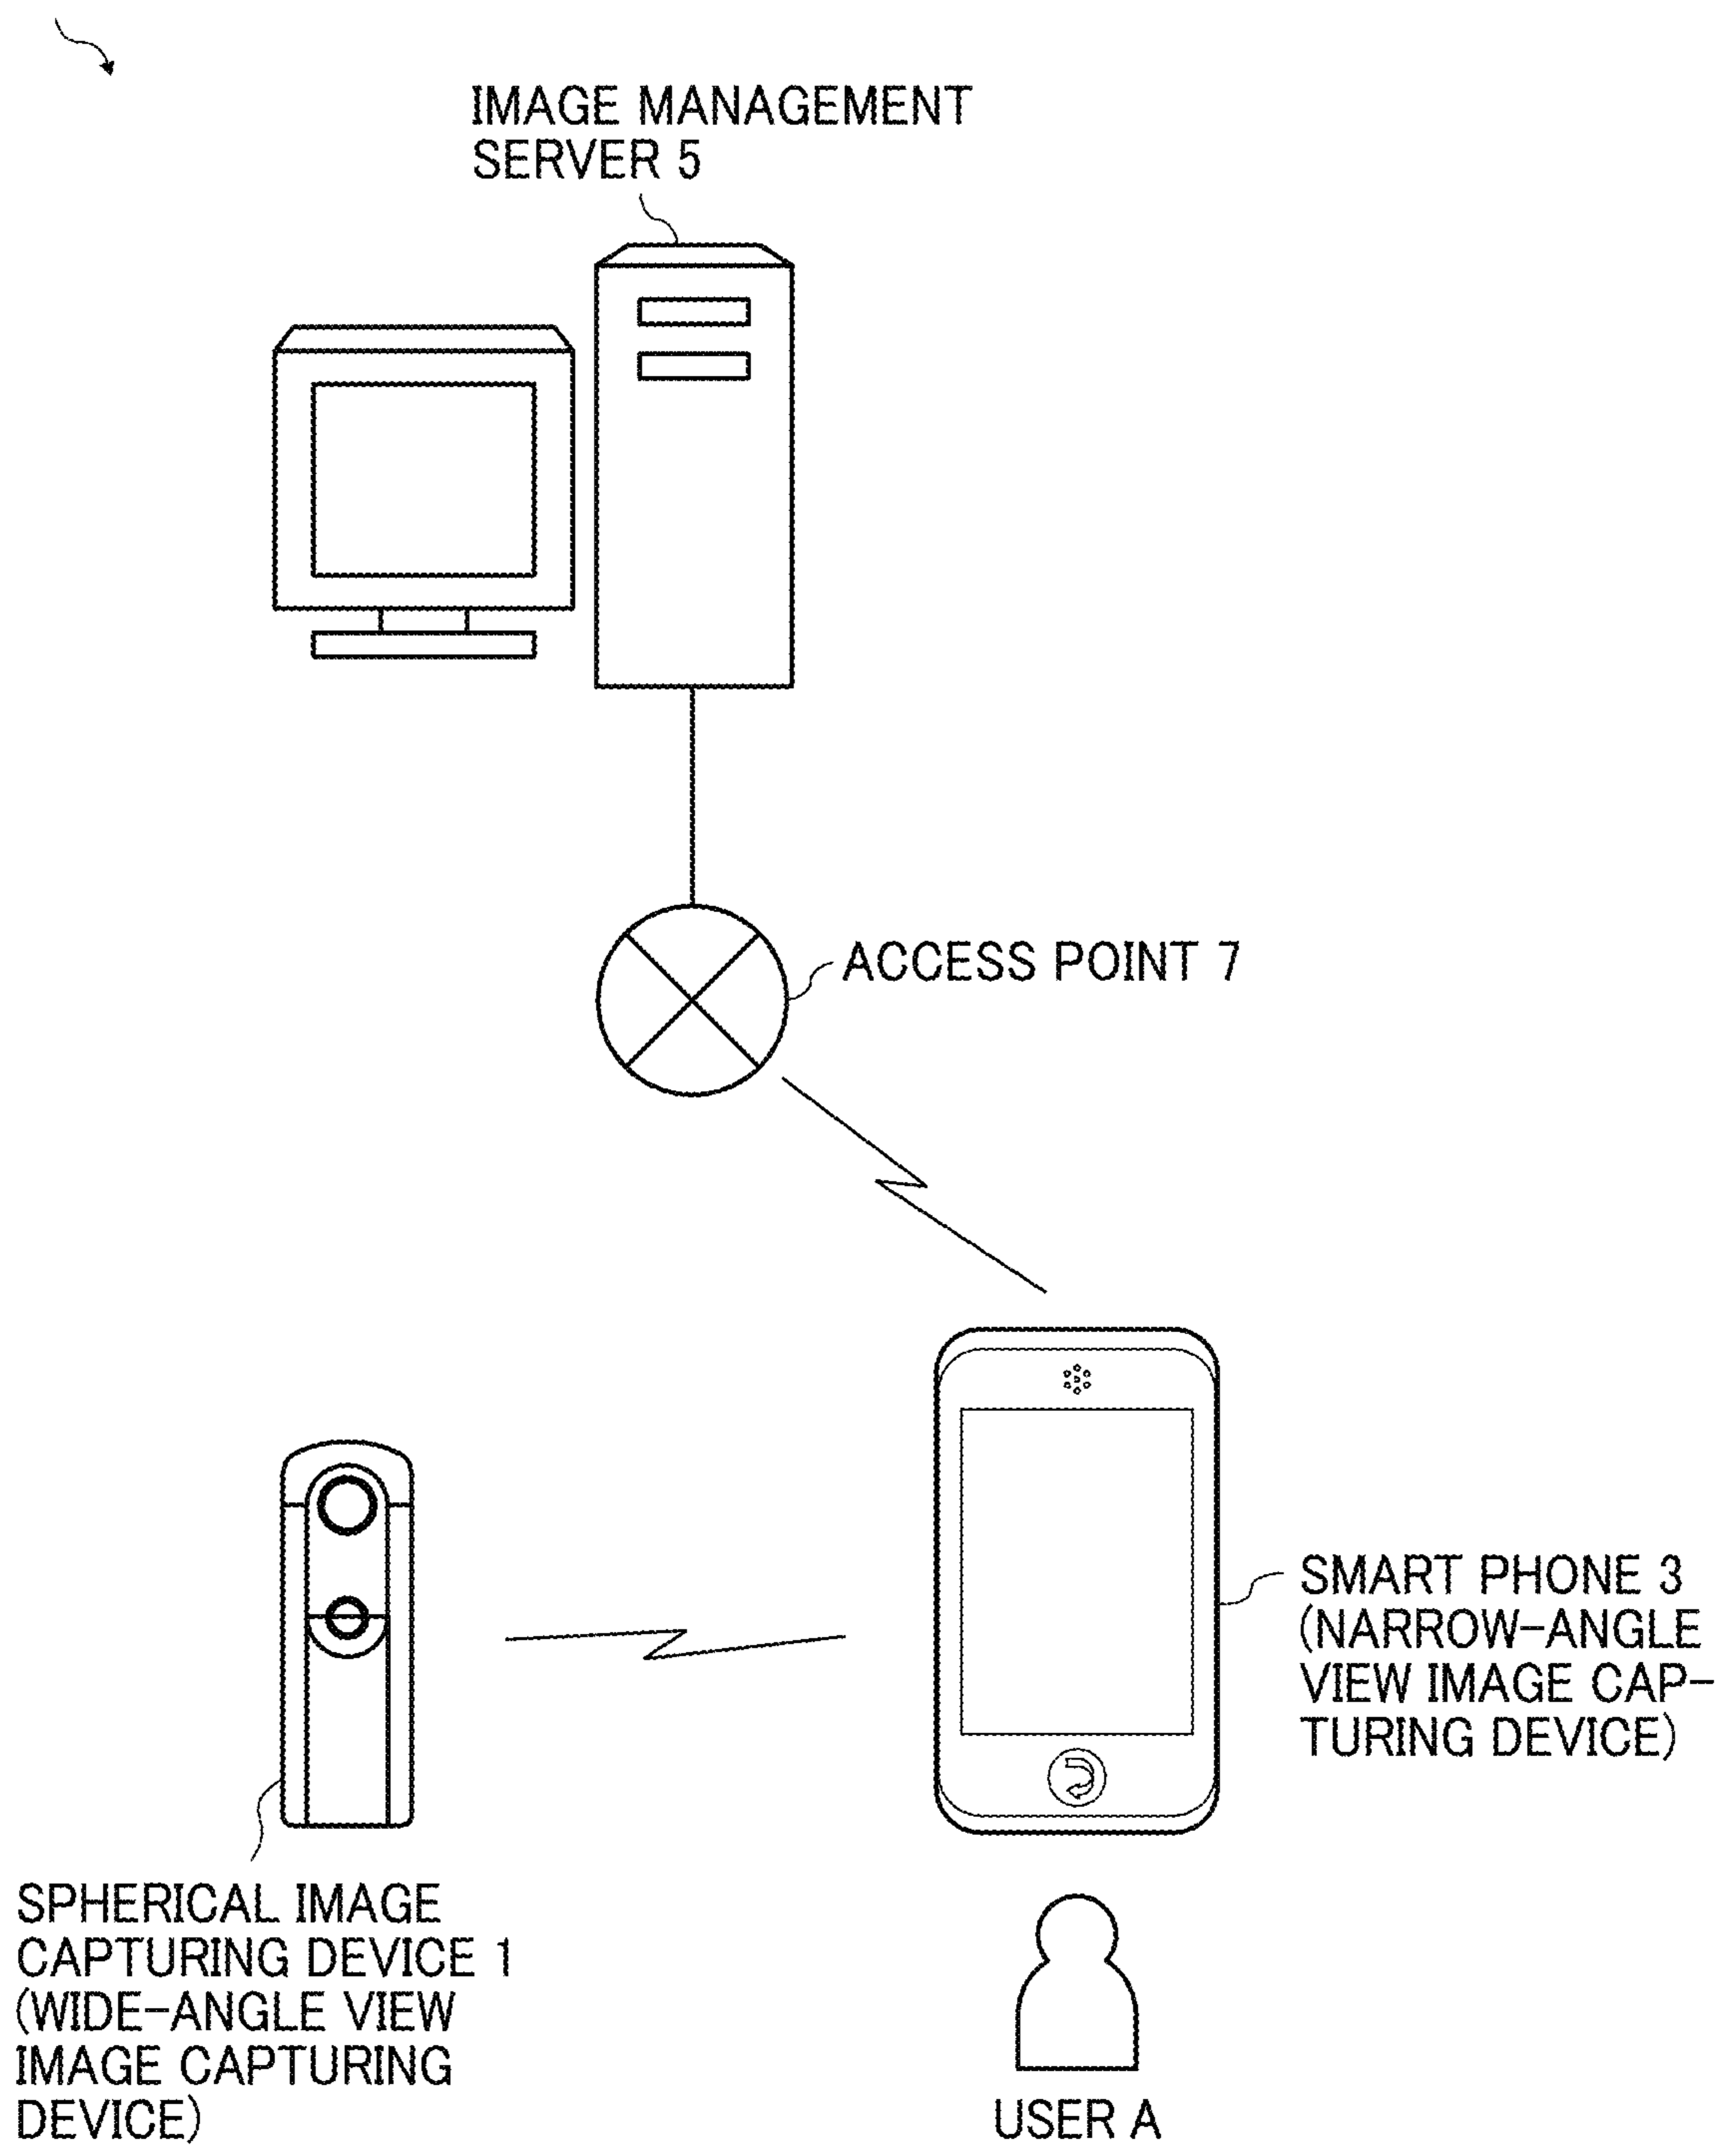 IMAGE MANAGEMENT
SERVER 5
ACCESS POINT 7
SMART PHONE 3
(NARROW-ANGLE
VIEW IMAGE CAP-
TURING DEVICE)
SPHERICAL IMAGE
CAPTURING DEVICE 1
(WIDE-ANGLE VIEW
IMAGE CAPTURING
DEVICE)
USER A